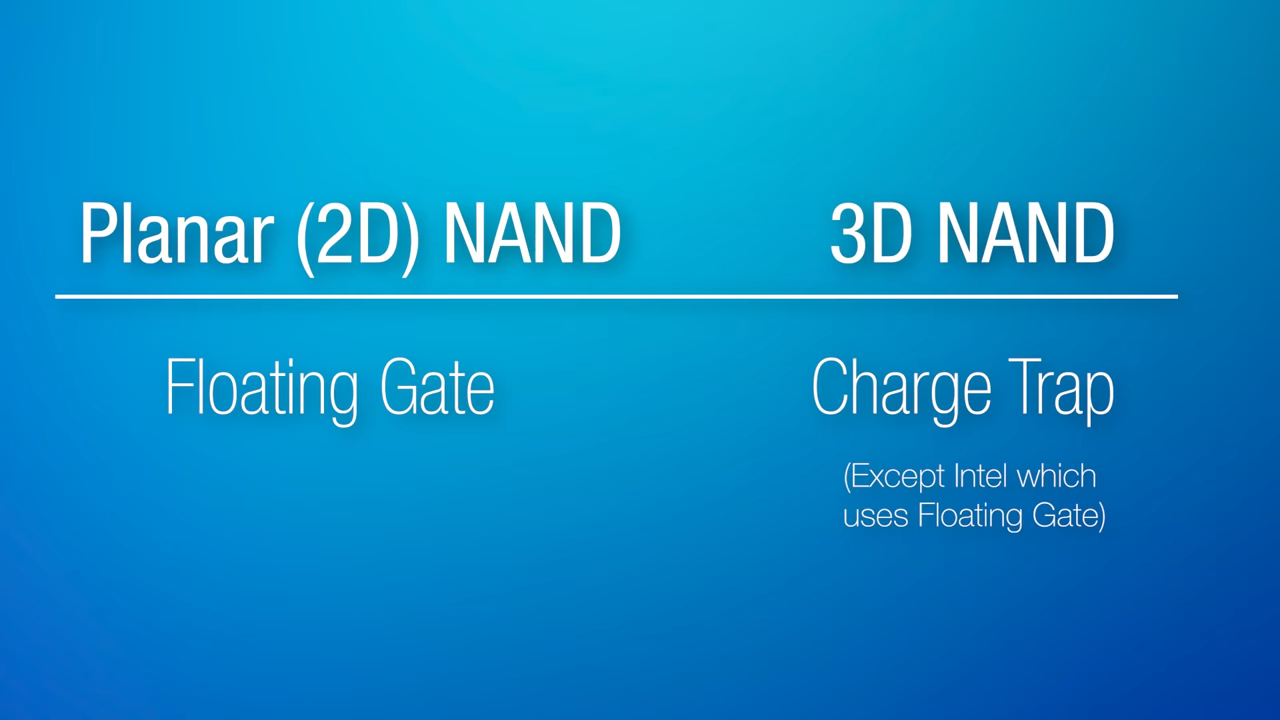 Planar (2D) NAND
3D NAND
Floating Gate
Charge Trap
(Except Intel which
uses Floating Gate)